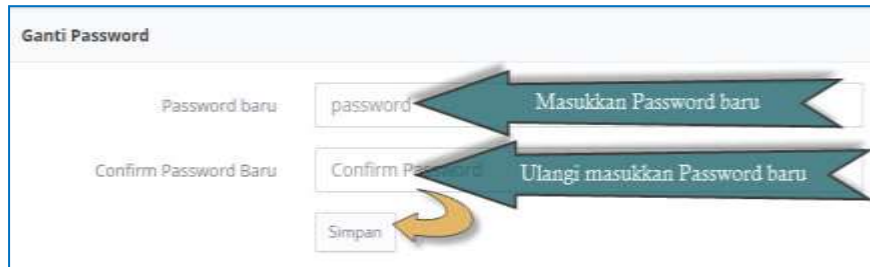 Ganti Password
Password baru password Masukkan Password baru
Confirm Password Baru Confirm Password Ulangi masukkan Password baru
Simpan